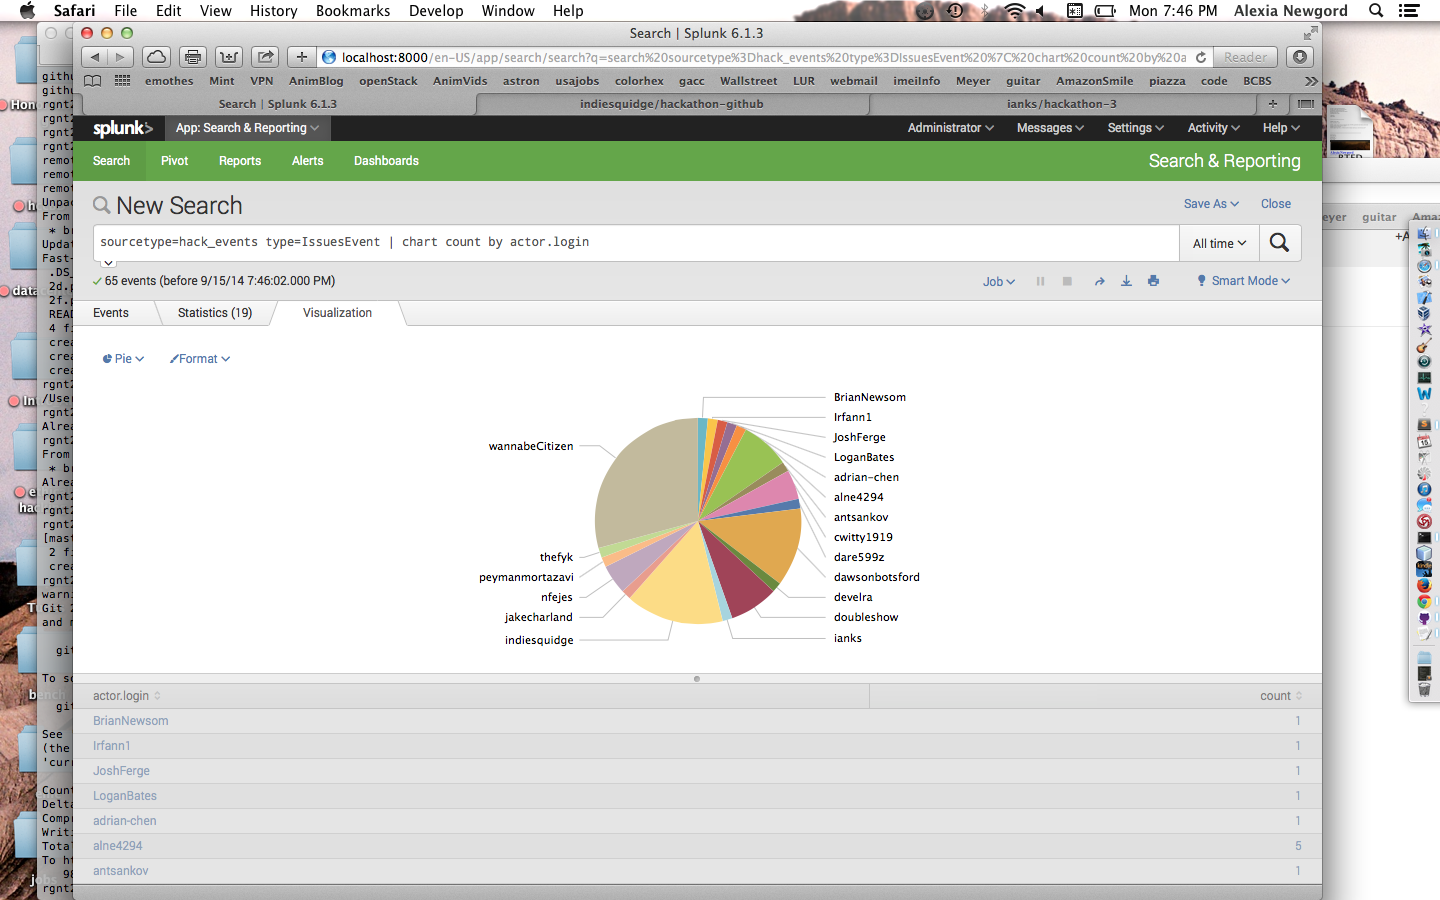 Safari File Edit View History Bookmarks Develop Window Help Mon 7:46 PM Alexia Newgord
Search | Splunk 6.1.3
localhost:8000/en-US/app/search/search?q=search%20sourcetype%3Dhack_events%20type%3DIssuesEvent%20%7C%20chart%20count%20by%20a Reader
emothes Mint VPN AnimBlog openStack AnimVids astron usajobs colorhex gacc Wallstreet LUR webmail imeiInfo Meyer guitar AmazonSmile piazza code BCBS
Search | Splunk 6.1.3 indiesquidge/hackathon-github ianks/hackathon-3
splunk> App: Search & Reporting Administrator Messages Settings Activity Help
Search Pivot Reports Alerts Dashboards Search & Reporting
New Search Save As Close
sourcetype=hack_events type=IssuesEvent | chart count by actor.login All time
65 events (before 9/15/14 7:46:02.000 PM) Job Smart Mode
Events Statistics (19) Visualization
Pie Format
BrianNewsom
Irfann1
JoshFerge
LoganBates
adrian-chen
alne4294
antsankov
cwitty1919
dare599z
dawsonbotsford
develra
doubleshow
ianks
wannabeCitizen
thefyk
peymanmortazavi
nfejes
jakecharland
indiesquidge
actor.login count
BrianNewsom 1
Irfann1 1
JoshFerge 1
LoganBates 1
adrian-chen 1
alne4294 5
antsankov 1